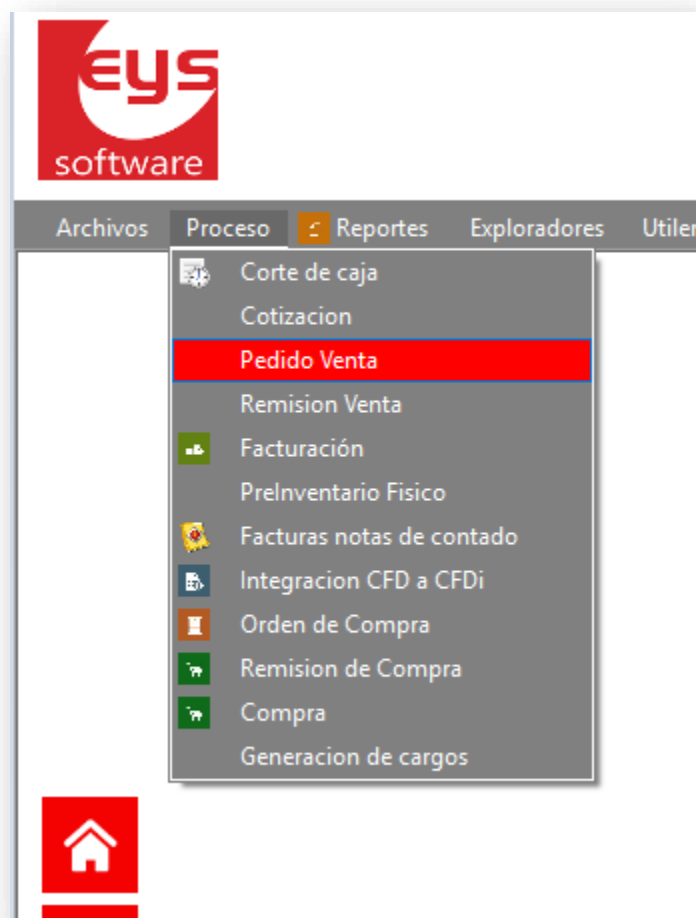 eys
software
Archivos Proceso Reportes Exploradores Utiler
Corte de caja
Cotizacion
Pedido Venta
Remision Venta
Facturación
PreInventario Fisico
Facturas notas de contado
Integracion CFD a CFDi
Orden de Compra
Remision de Compra
Compra
Generacion de cargos